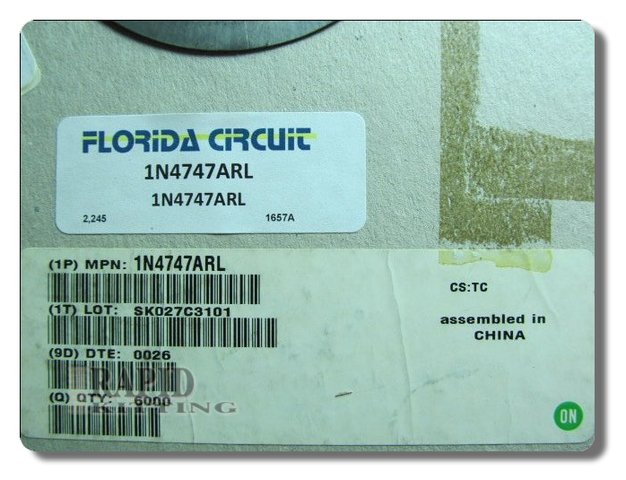 FLORIDA CIRCUIT
1N4747ARL
1N4747ARL
2,245 1657A
(1P) MPN: 1N4747ARL
(1T) LOT: SK027C3101
(9D) DTE: 0026
(Q) QTY: 6000
CS:TC
assembled in
CHINA
RAPID
KITTING
ON